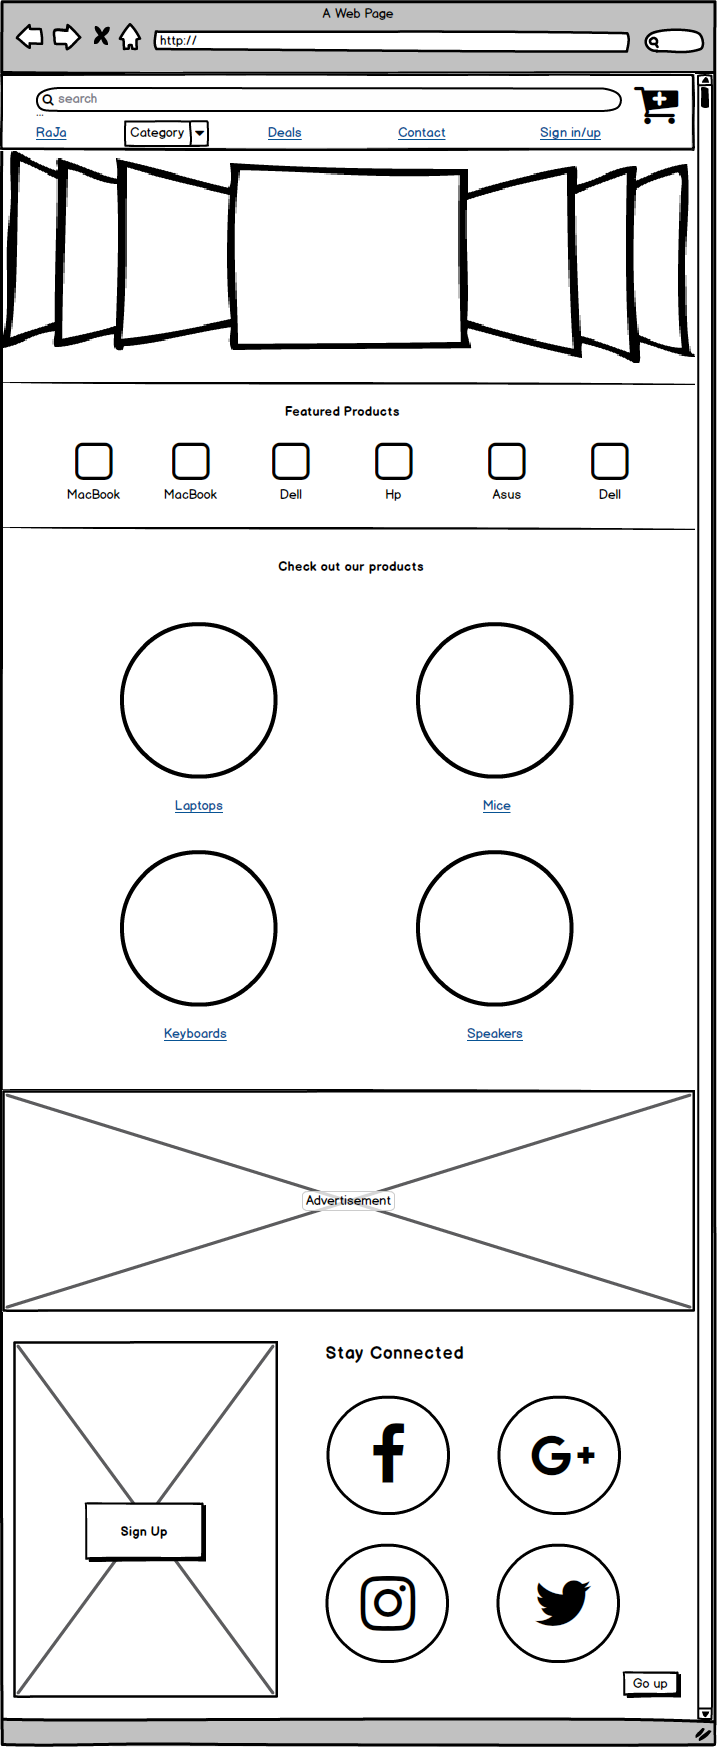 A Web Page
http://
search
...
RaJa Category Deals Contact Sign in/up
Featured Products
MacBook MacBook Dell Hp Asus Dell
Check out our products
Laptops Mice
Keyboards Speakers
Advertisement
Stay Connected
Sign Up
Go up